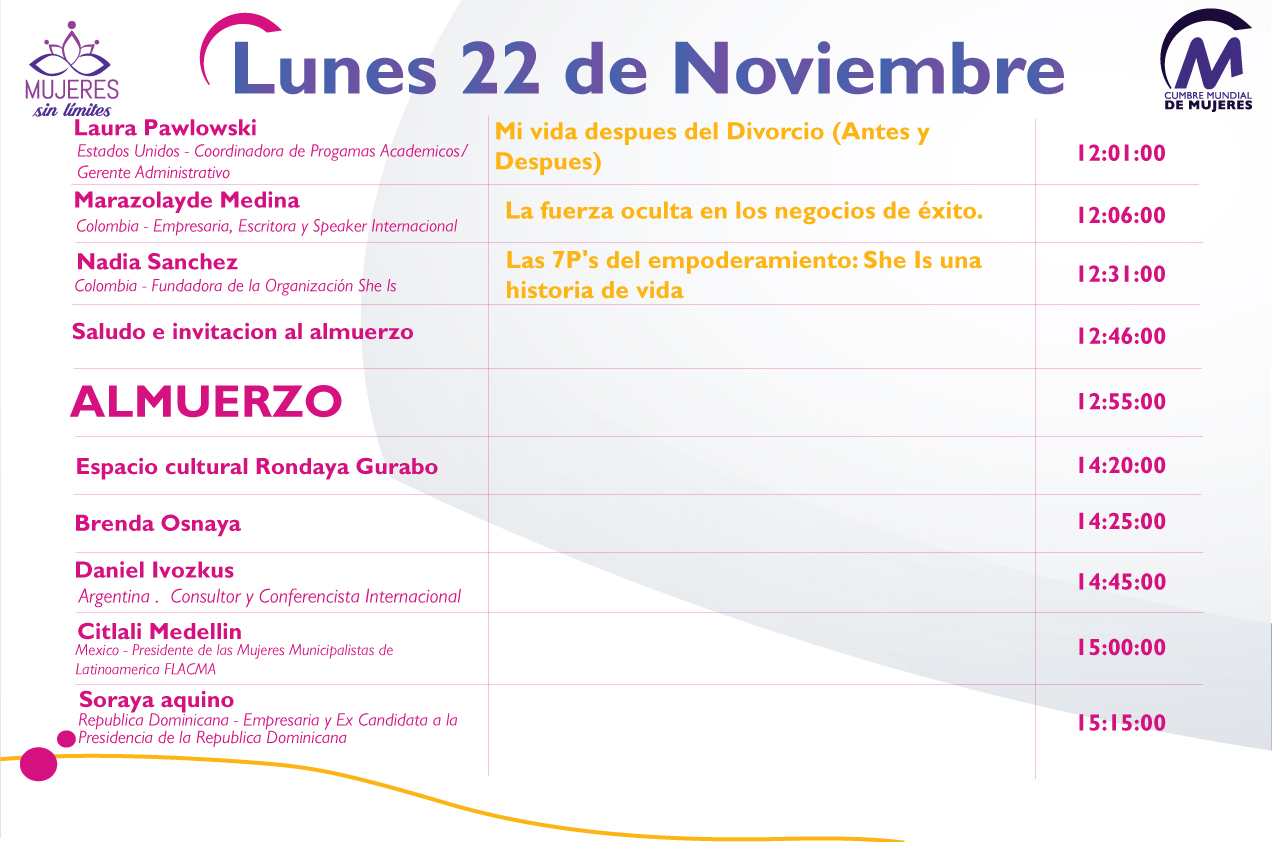 MUJERES
sin límites
Lunes 22 de Noviembre
CUMBRE MUNDIAL
DE MUJERES
Laura Pawlowski
Estados Unidos - Coordinadora de Progamas Academicos/
Gerente Administrativo
Mi vida despues del Divorcio (Antes y
Despues)
12:01:00
Marazolayde Medina
Colombia - Empresaria, Escritora y Speaker Internacional
La fuerza oculta en los negocios de éxito.
12:06:00
Nadia Sanchez
Colombia - Fundadora de la Organización She Is
Las 7P's del empoderamiento: She Is una
historia de vida
12:31:00
Saludo e invitacion al almuerzo
12:46:00
ALMUERZO
12:55:00
Espacio cultural Rondaya Gurabo
14:20:00
Brenda Osnaya
14:25:00
Daniel Ivozkus
Argentina . Consultor y Conferencista Internacional
14:45:00
Citlali Medellin
Mexico - Presidente de las Mujeres Municipalistas de
Latinoamerica FLACMA
15:00:00
Soraya aquino
Republica Dominicana - Empresaria y Ex Candidata a la
Presidencia de la Republica Dominicana
15:15:00